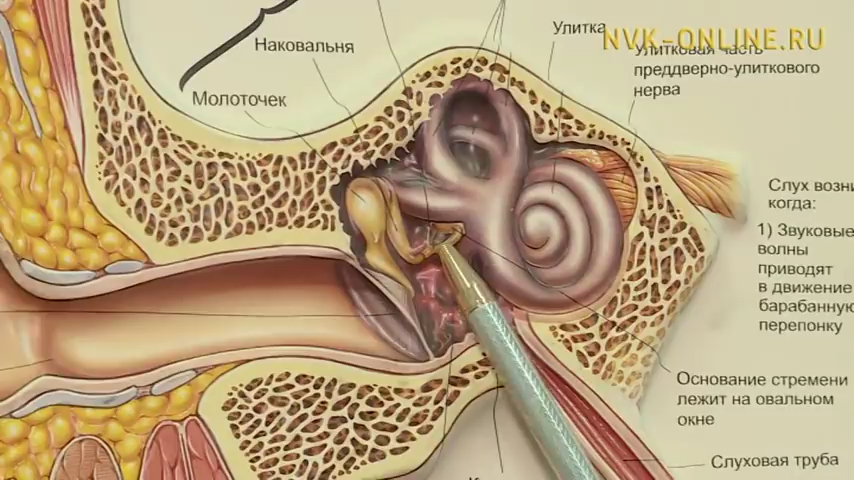 NVK-ONLINE.RU
Улитка
Наковальня
Молоточек
Улитковая часть
преддверно-улиткового
нерва
Слух возни
когда:
1) Звуковые
волны
приводят
в движение
барабанную
перепонку
Основание стремени
лежит на овальном
окне
Слуховая труба